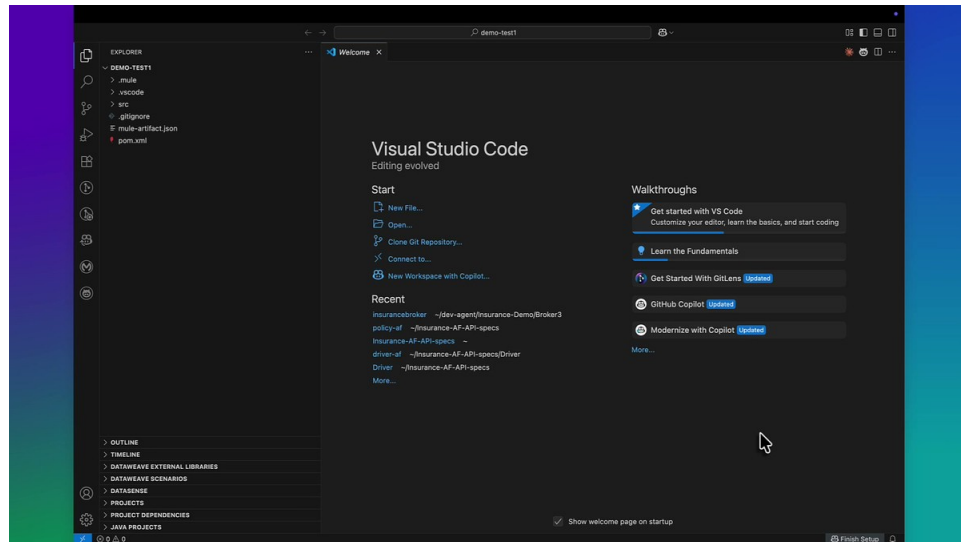 demo-test1
EXPLORER
Welcome
DEMO-TEST1
.mule
.vscode
src
.gitignore
mule-artifact.json
pom.xml
Visual Studio Code
Editing evolved
Start
New File...
Open...
Clone Git Repository...
Connect to...
New Workspace with Copilot...
Recent
insurancebroker ~/dev-agent/Insurance-Demo/Broker3
policy-af ~/Insurance-AF-API-specs
Insurance-AF-API-specs ~
driver-af ~/Insurance-AF-API-specs/Driver
Driver ~/Insurance-AF-API-specs
More...
Walkthroughs
Get started with VS Code
Customize your editor, learn the basics, and start coding
Learn the Fundamentals
Get Started With GitLens Updated
GitHub Copilot Updated
Modernize with Copilot Updated
More...
OUTLINE
TIMELINE
DATAWEAVE EXTERNAL LIBRARIES
DATAWEAVE SCENARIOS
DATASENSE
PROJECTS
PROJECT DEPENDENCIES
JAVA PROJECTS
Show welcome page on startup
0 0
Finish Setup